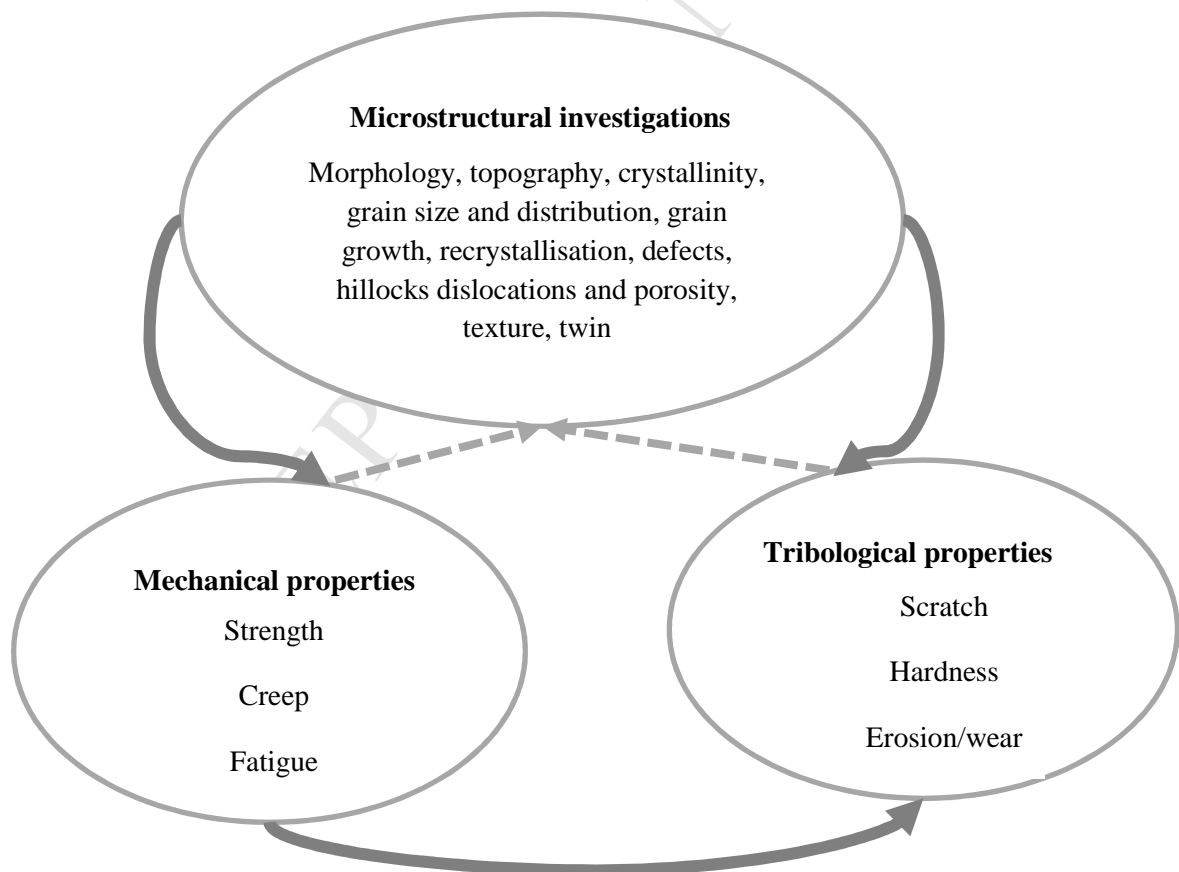 Microstructural investigations
Morphology, topography, crystallinity,
grain size and distribution, grain
growth, recrystallisation, defects,
hillocks dislocations and porosity,
texture, twin
Mechanical properties
Strength
Creep
Fatigue
Tribological properties
Scratch
Hardness
Erosion/wear